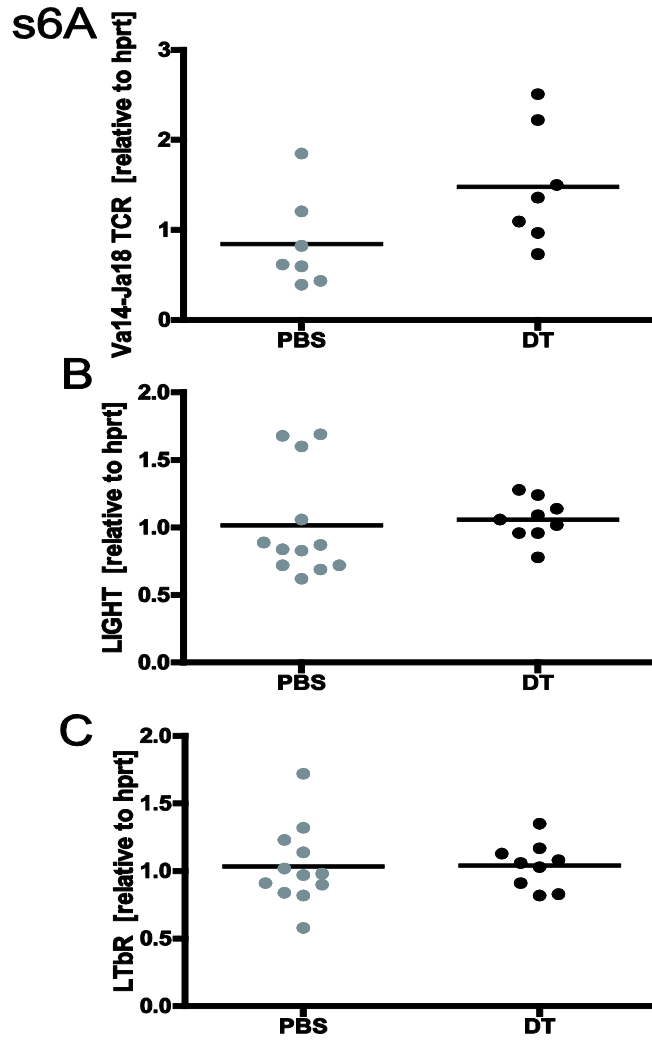 s6A
Va14-Ja18 TCR [relative to hprt]
3
2
1
0
PBS DT
B
LIGHT [relative to hprt]
2.0
1.5
1.0
0.5
0.0
PBS DT
C
LTbR [relative to hprt]
2.0
1.5
1.0
0.5
0.0
PBS DT